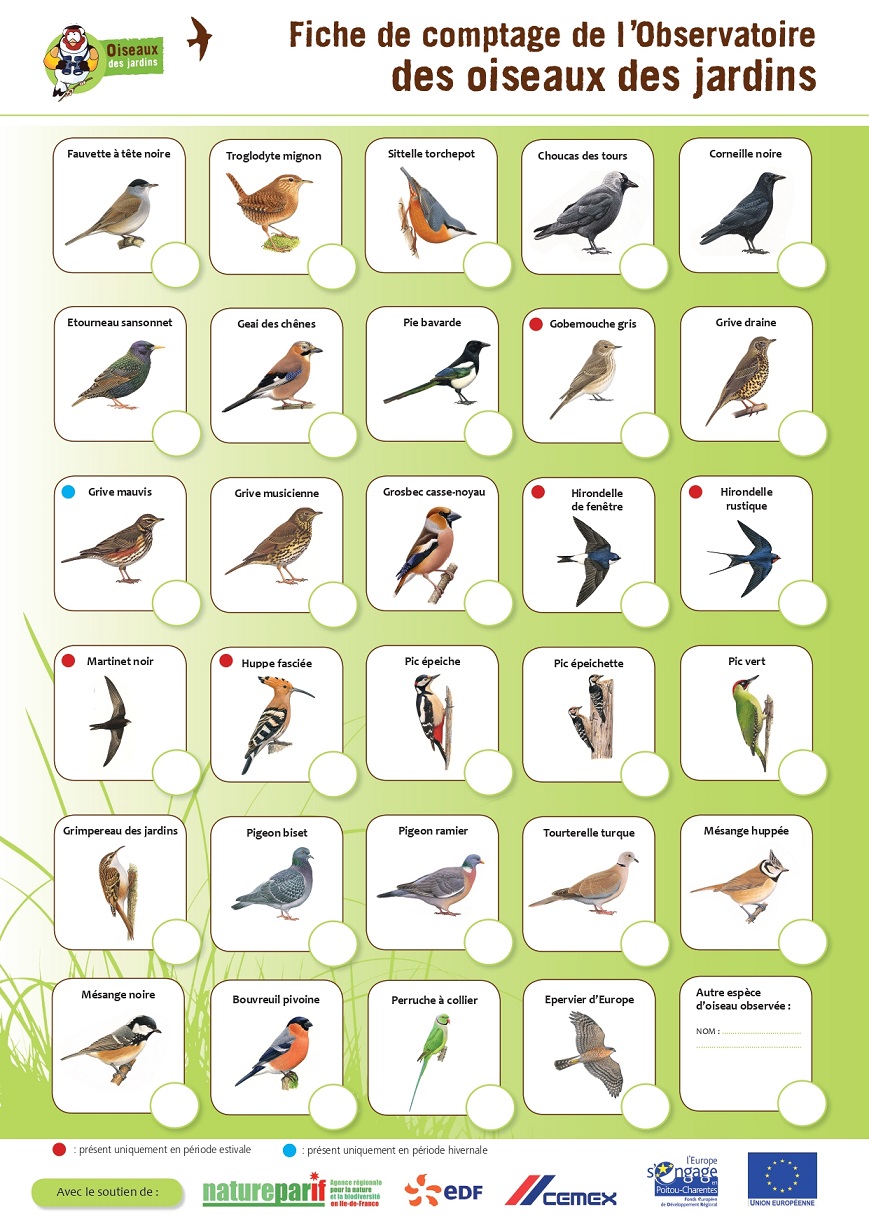 Oiseaux
des jardins
Fiche de comptage de l'Observatoire
des oiseaux des jardins
Fauvette à tête noire
Troglodyte mignon
Sittelle torchepot
Choucas des tours
Corneille noire
Etourneau sansonnet
Geai des chênes
Pie bavarde
Gobemouche gris
Grive draine
Grive mauvis
Grive musicienne
Grosbec casse-noyau
Hirondelle
de fenêtre
Hirondelle
rustique
Martinet noir
Huppe fasciée
Pic épeiche
Pic épeichette
Pic vert
Grimpereau des jardins
Pigeon biset
Pigeon ramier
Tourterelle turque
Mésange huppée
Mésange noire
Bouvreuil pivoine
Perruche à collier
Epervier d'Europe
Autre espèce
d'oiseau observée :
NOM : ................................
..........................................
: présent uniquement en période estivale
: présent uniquement en période hivernale
Avec le soutien de :
natureparif
Agence régionale
pour la nature
et la biodiversité
en Île-de-France
eDF
CEMEX
l'Europe
s'engage
en
Poitou-Charentes
Fonds Européen
de Développement Régional
UNION EUROPÉENNE